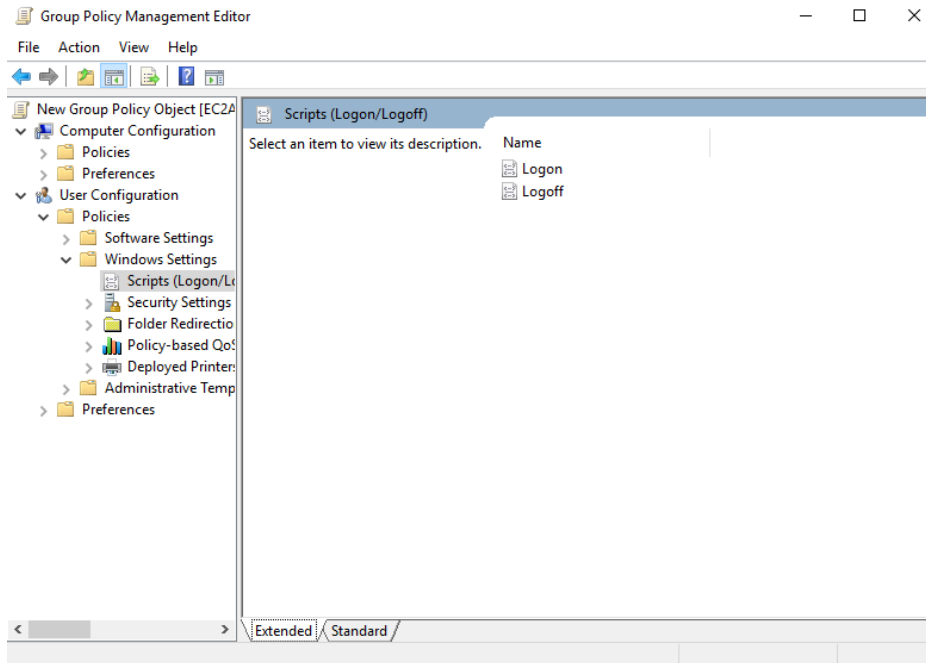 Group Policy Management Editor
File Action View Help
New Group Policy Object [EC2A
Computer Configuration
Policies
Preferences
User Configuration
Policies
Software Settings
Windows Settings
Scripts (Logon/Lo
Security Settings
Folder Redirectio
Policy-based QoS
Deployed Printers
Administrative Temp
Preferences
Scripts (Logon/Logoff)
Select an item to view its description.
Name
Logon
Logoff
Extended Standard